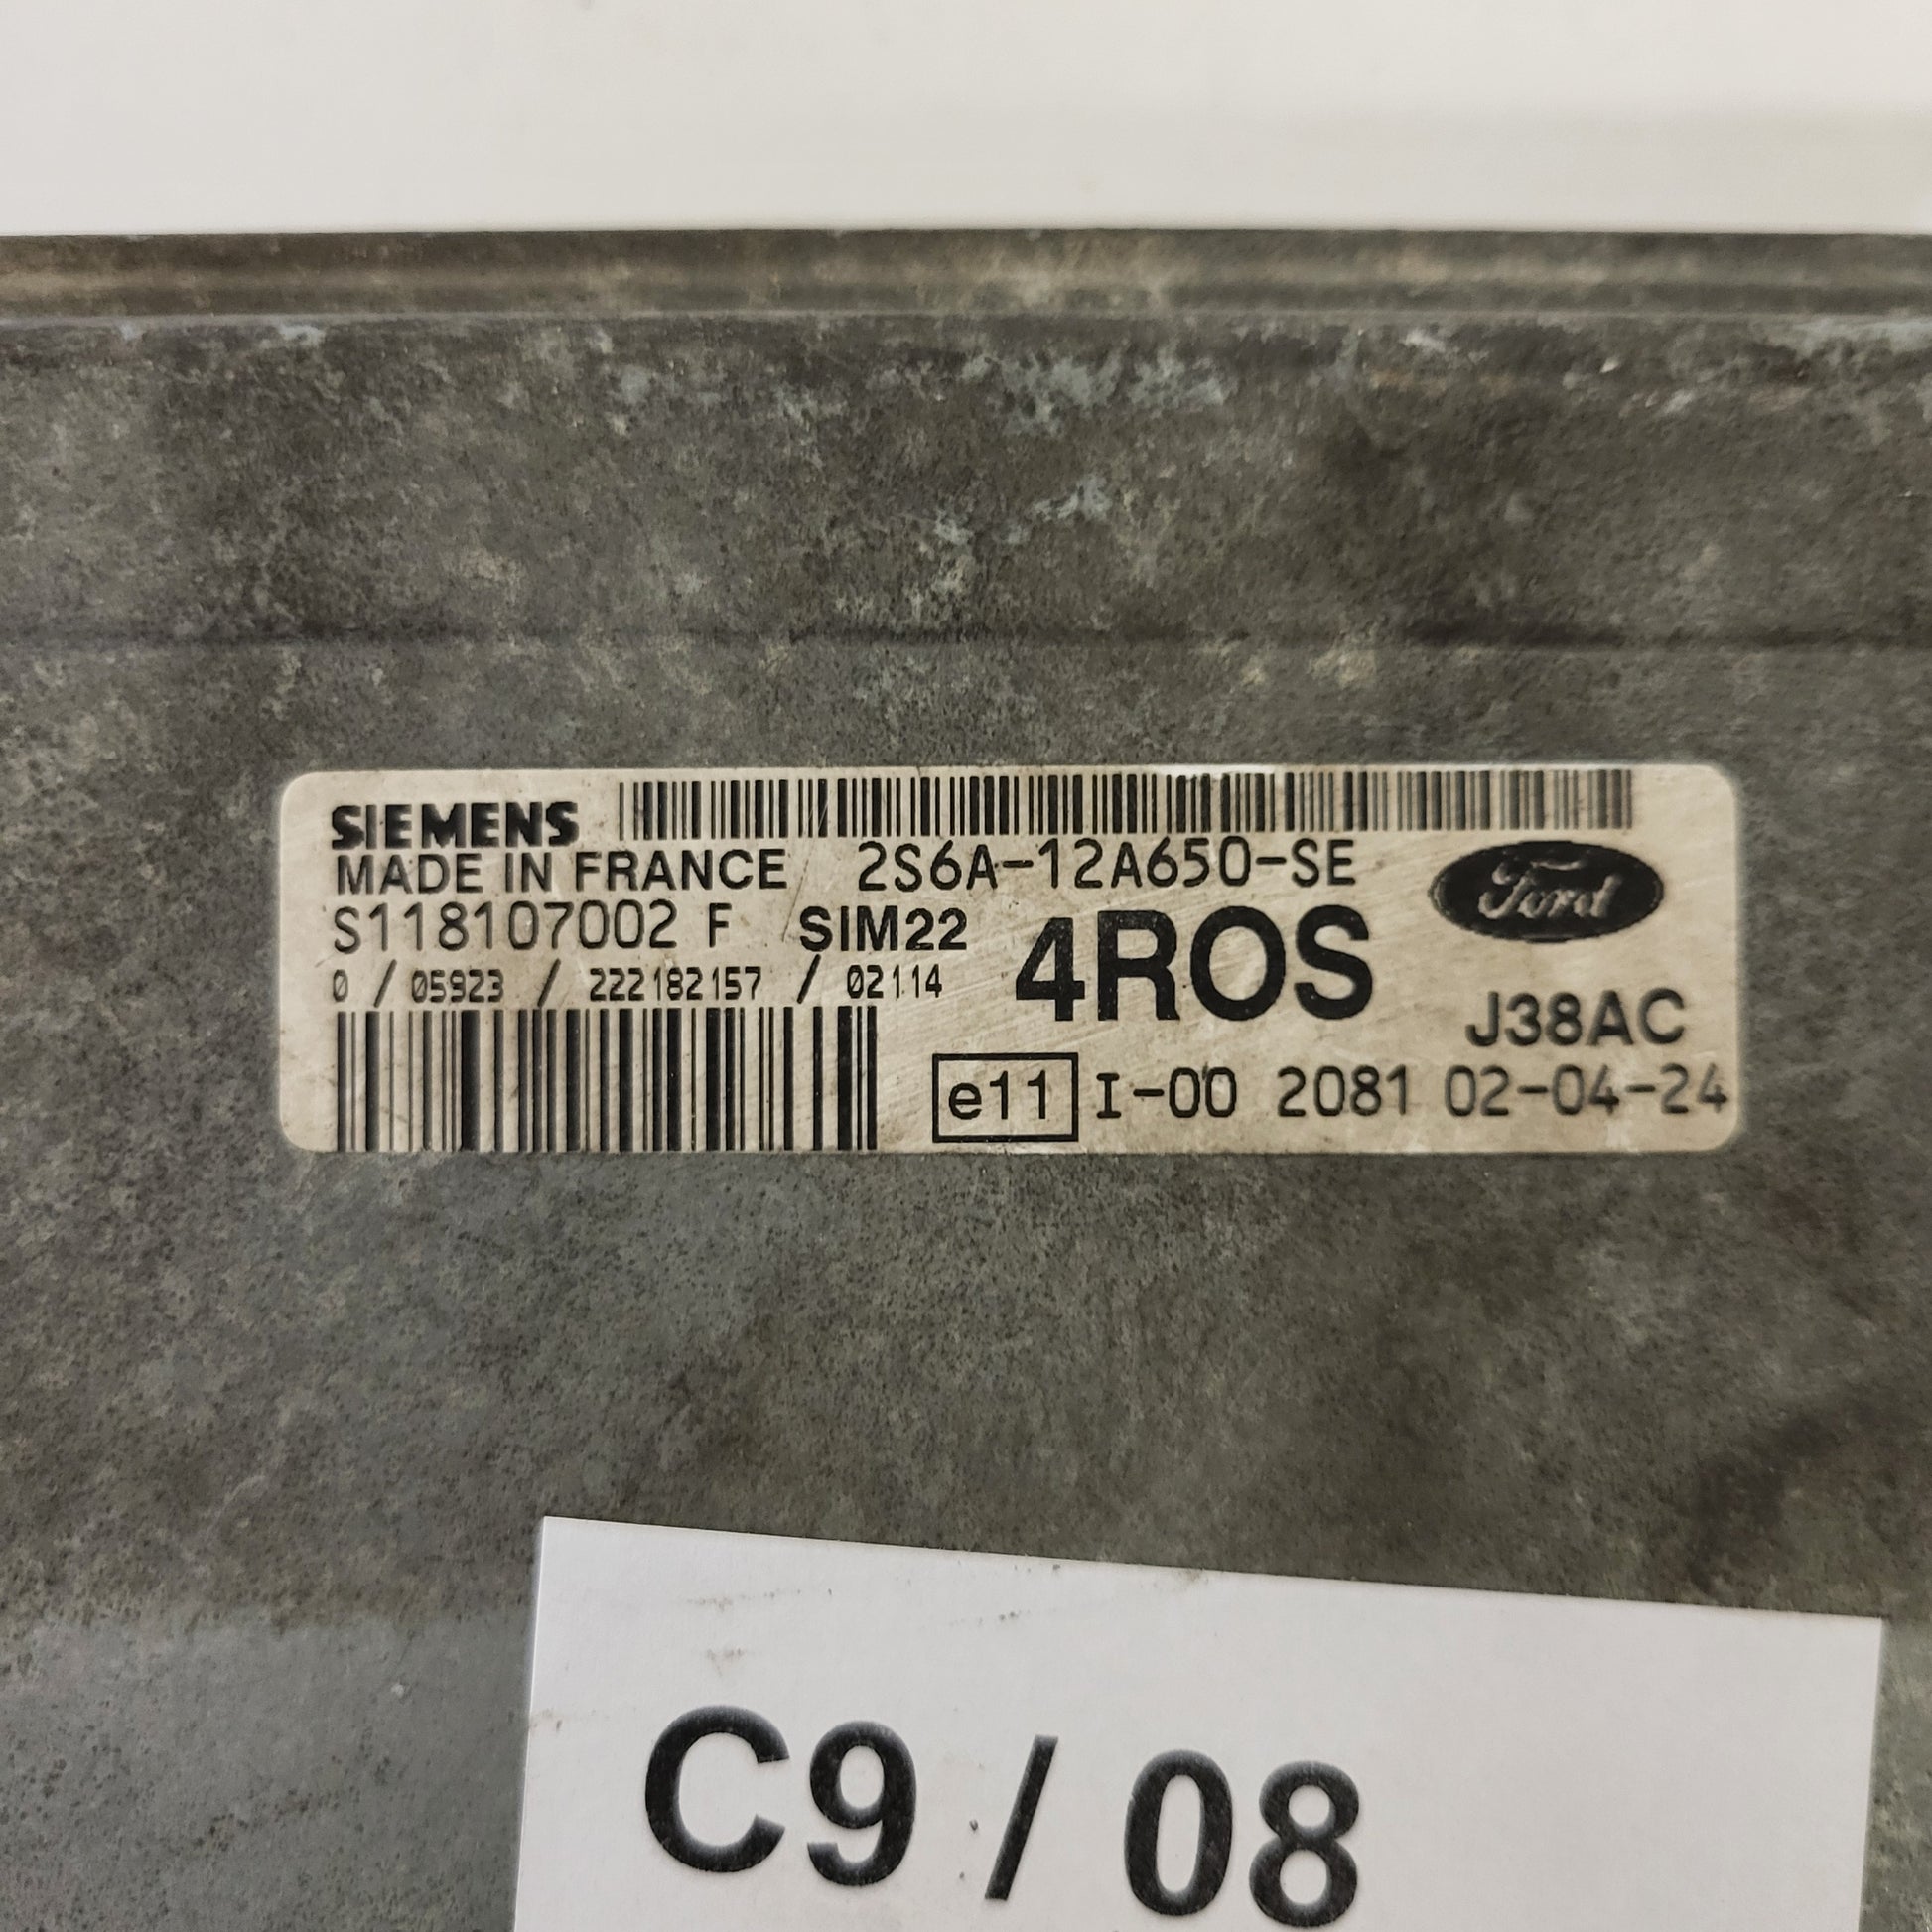 SIEMENS
MADE IN FRANCE 2S6A-12A650-SE
Ford
S118107002 F SIM22
4ROS
0 / 05923 / 222182157 / 02114
J38AC
e11 I-00 2081 02-04-24
C9 / 08